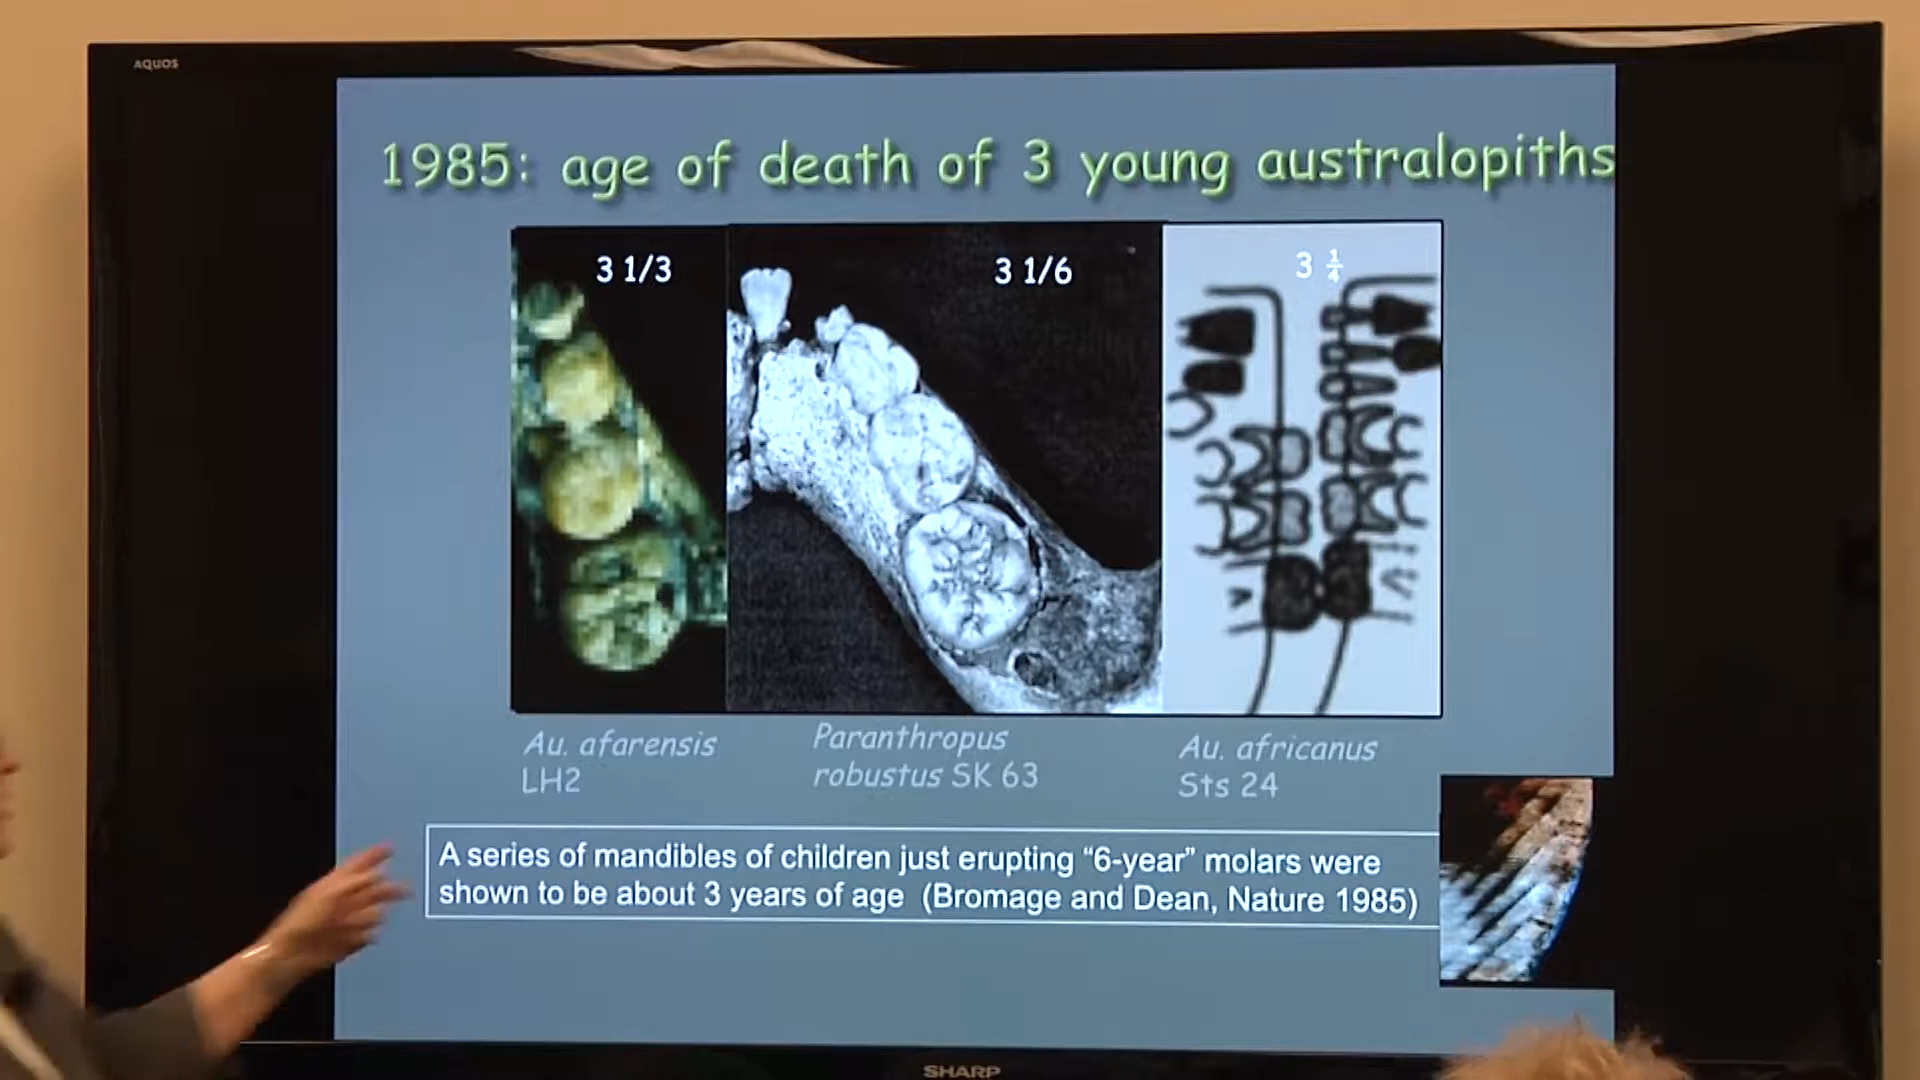 AQUOS
1985: age of death of 3 young australopiths
3 1/3
3 1/6
3 ¼
Au. afarensis
LH2
Paranthropus
robustus SK 63
Au. africanus
Sts 24
A series of mandibles of children just erupting “6-year” molars were
shown to be about 3 years of age (Bromage and Dean, Nature 1985)
SHARP